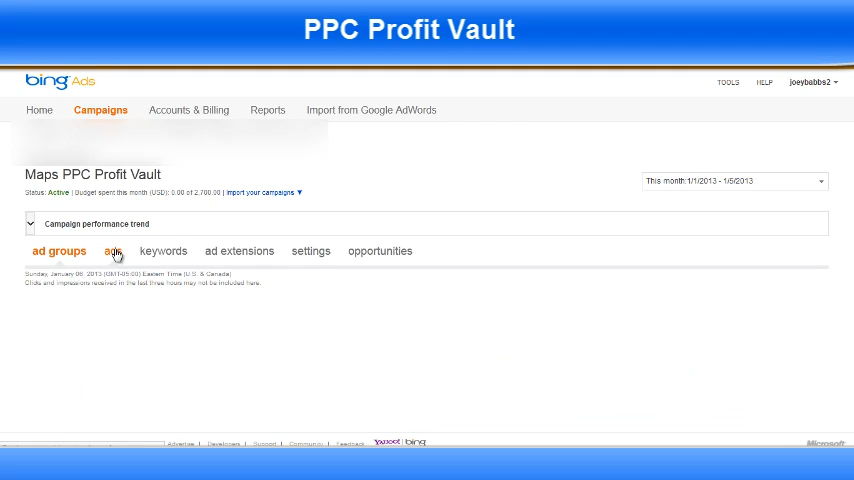 PPC Profit Vault
bing Ads
TOOLS HELP joeybabbs2
Home Campaigns Accounts & Billing Reports Import from Google AdWords
Maps PPC Profit Vault
Status: Active | Budget spent this month (USD): 0.00 of 2,700.00 | Import your campaigns
This month:1/1/2013 - 1/5/2013
Campaign performance trend
ad groups ads keywords ad extensions settings opportunities
Sunday, January 06, 2013 (GMT-05:00) Eastern Time (U.S. & Canada)
Clicks and impressions received in the last three hours may not be included here.
Advertise | Developers | Support | Community | Feedback YAHOO! bing Microsoft